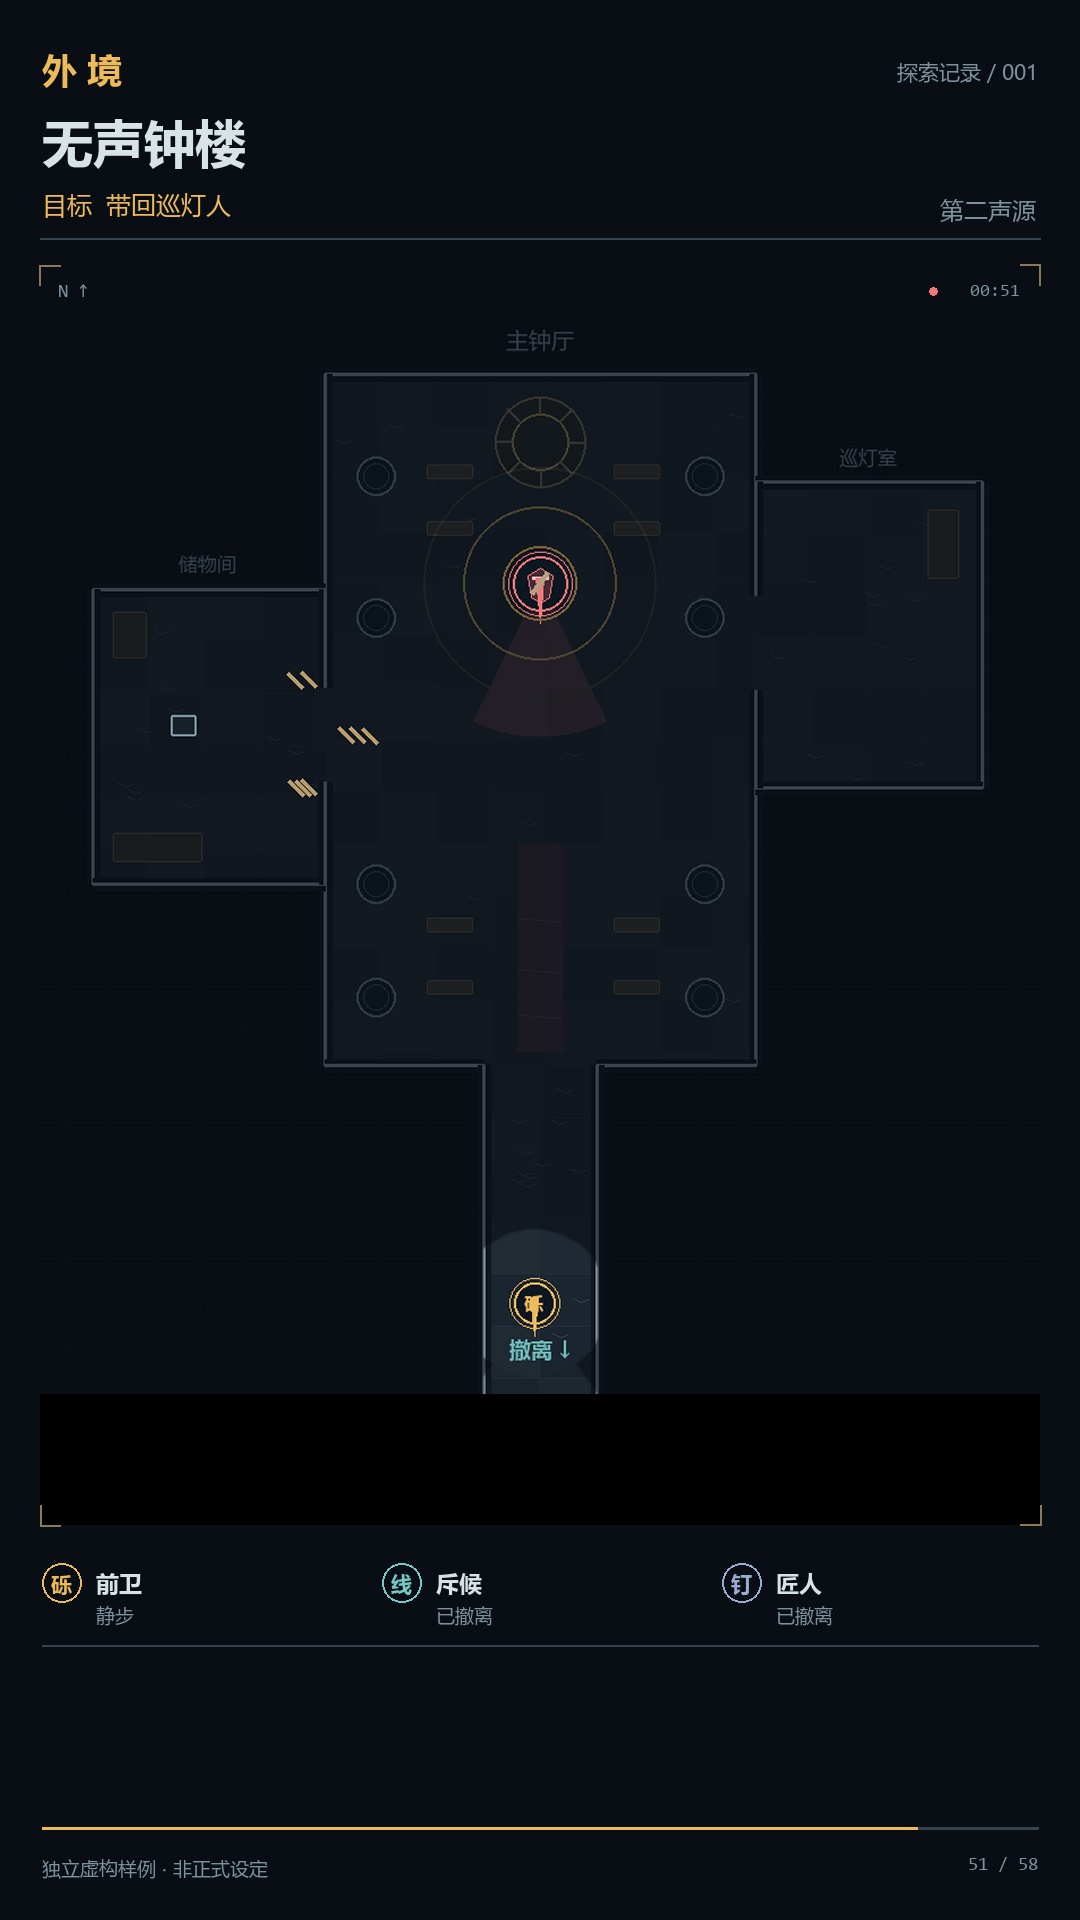 外境
探索记录 / 001
无声钟楼
目标 带回巡灯人
第二声源
N ↑
00:51
主钟厅
巡灯室
储物间
砾
撤离↓
砾 前卫
静步
线 斥候
已撤离
钉 匠人
已撤离
独立虚构样例 · 非正式设定
51 / 58